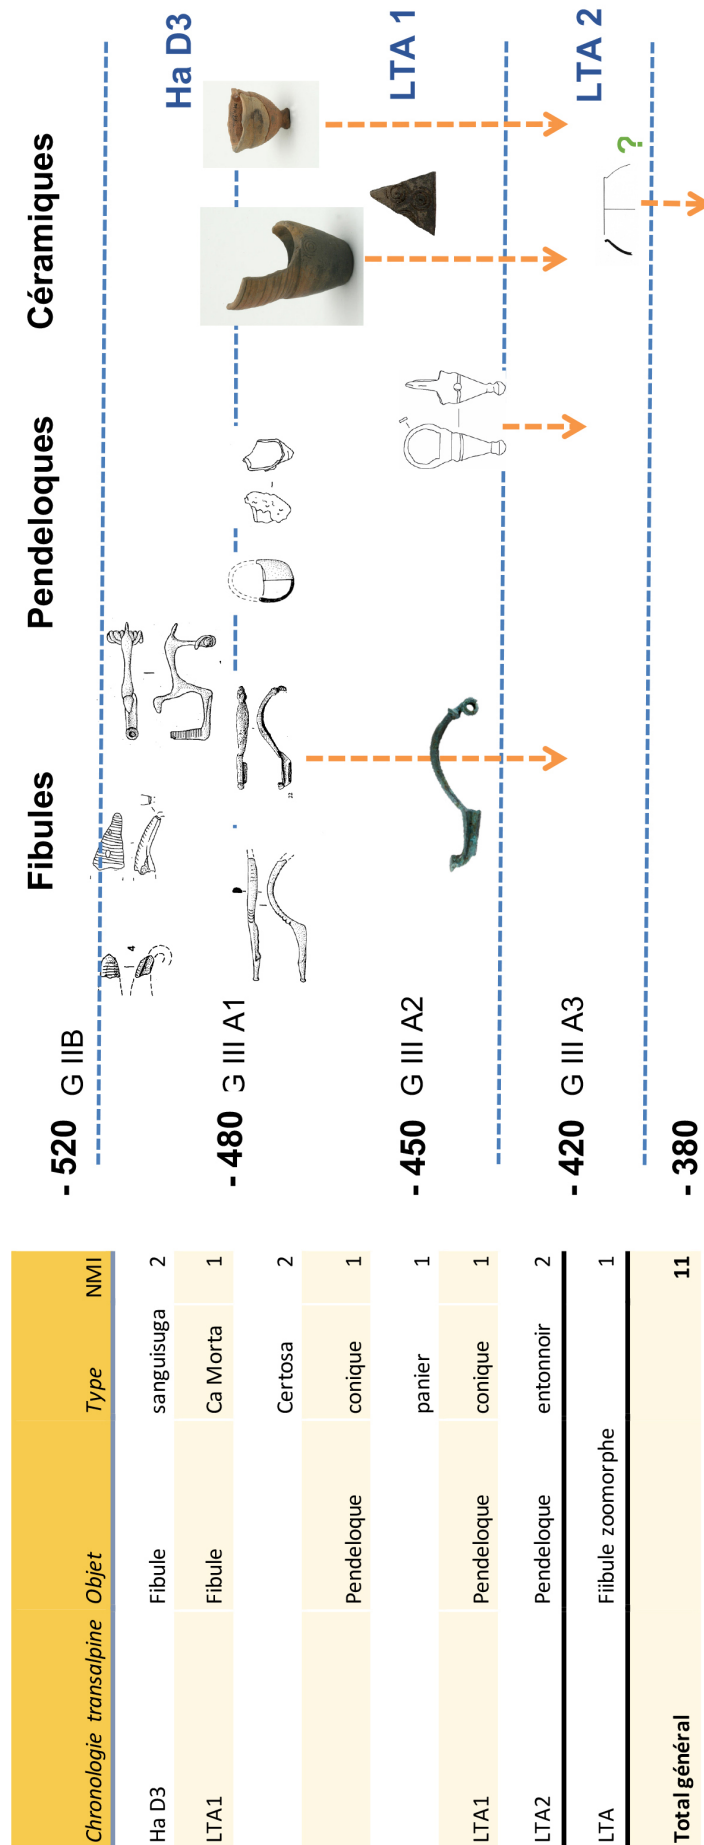 Chronologie transalpine Objet Type NMI
Ha D3 Fibule sanguisuga 2
LTA1 Fibule Ca Morta 1
Certosa 2
Pendeloque conique 1
panier 1
LTA1 Pendeloque conique 1
LTA2 Pendeloque entonnoir 2
LTA Fiibule zoomorphe 1
Total général 11
Fibules Pendeloques Céramiques
- 520 G IIB
Ha D3
4
- 480 G III A1
- 450 G III A2
LTA 1
- 420 G III A3
LTA 2
?
- 380